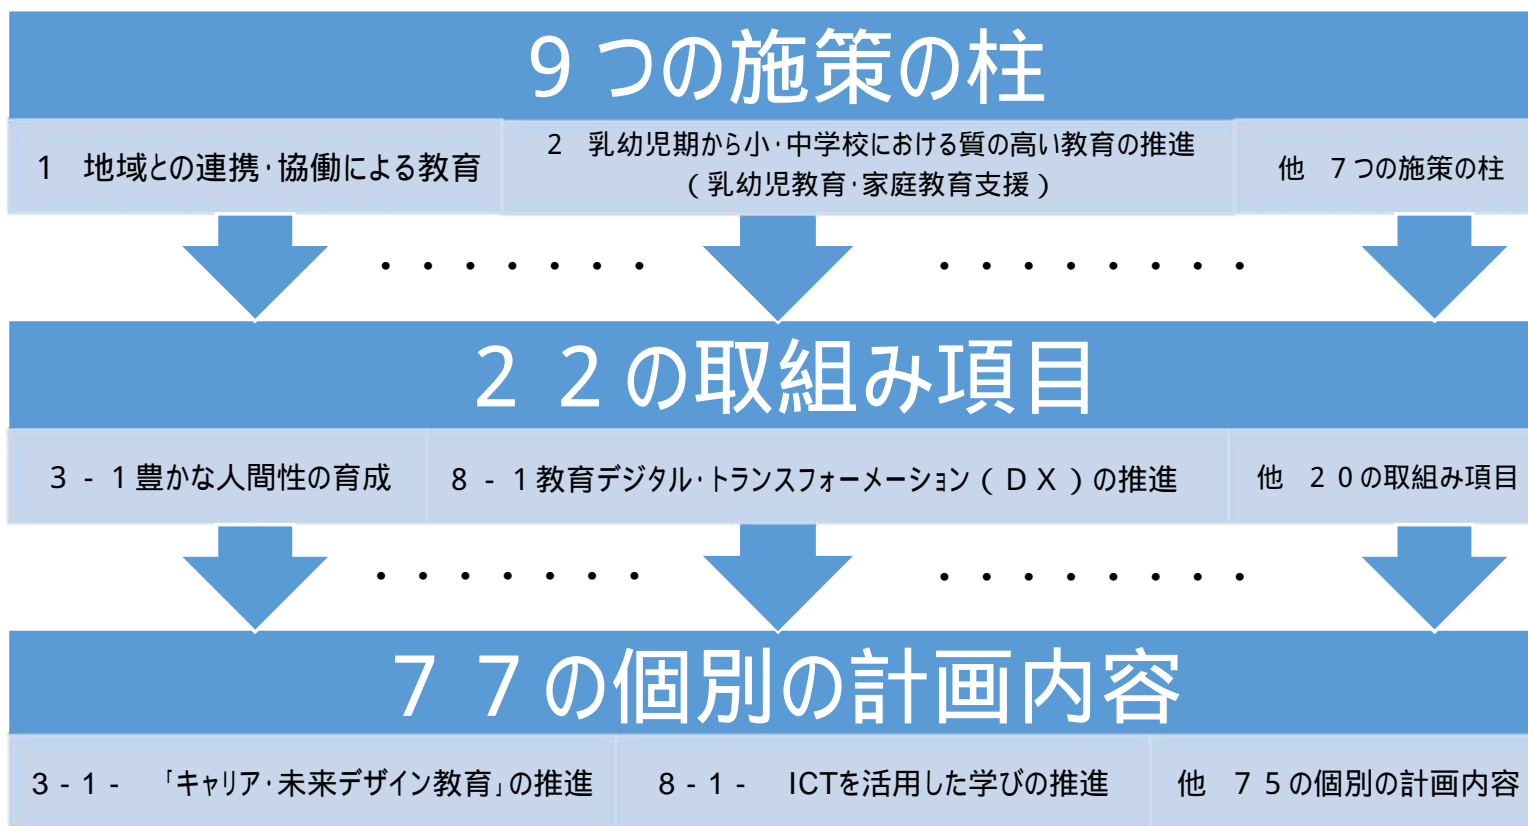 9つの施策の柱
1 地域との連携・協働による教育
2 乳幼児期から小・中学校における質の高い教育の推進
(乳幼児教育・家庭教育支援)
他 7つの施策の柱
・・・・・・・ ・・・・・・・・
22の取組み項目
3-1豊かな人間性の育成
8-1教育デジタル・トランスフォーメーション(DX)の推進
他 20の取組み項目
・・・・・・・ ・・・・・・・・
77の個別の計画内容
3-1- 「キャリア・未来デザイン教育」の推進
8-1- ICTを活用した学びの推進
他 75の個別の計画内容